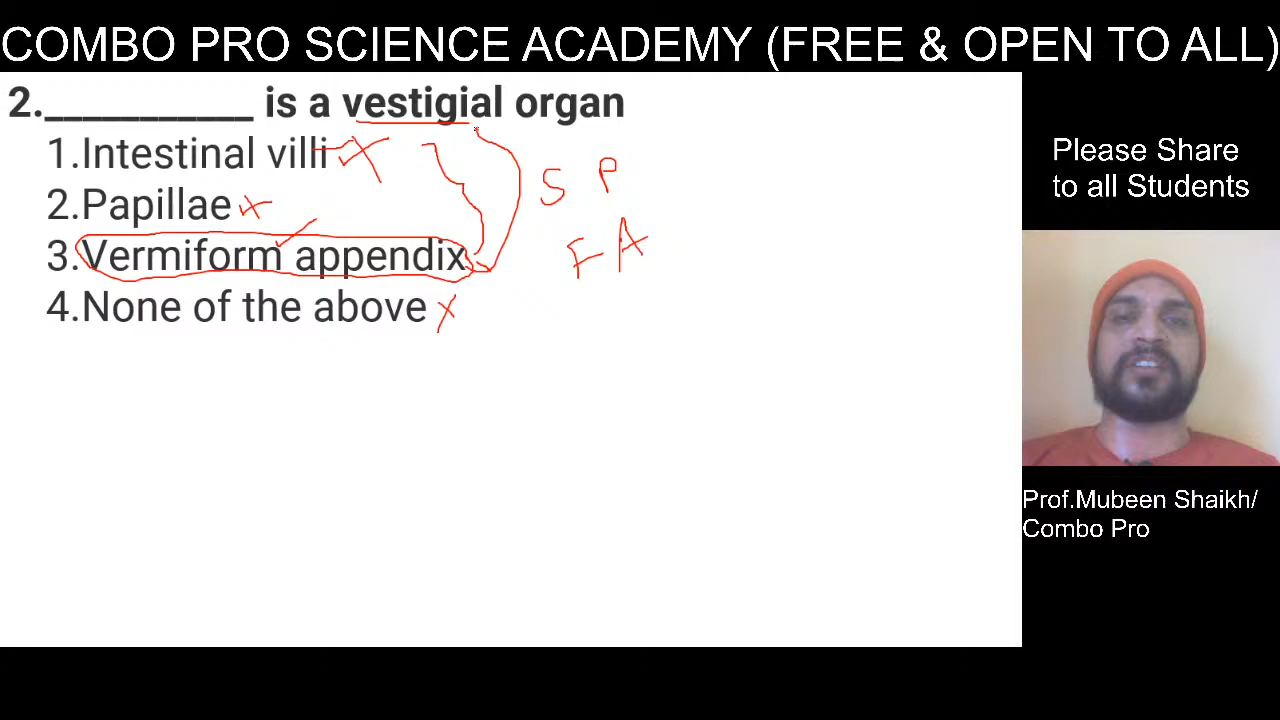 COMBO PRO SCIENCE ACADEMY (FREE & OPEN TO ALL)
2.___________ is a vestigial organ
1.Intestinal villi
2.Papillae
3.Vermiform appendix
4.None of the above
S P
F A
Please Share
to all Students
Prof.Mubeen Shaikh/
Combo Pro